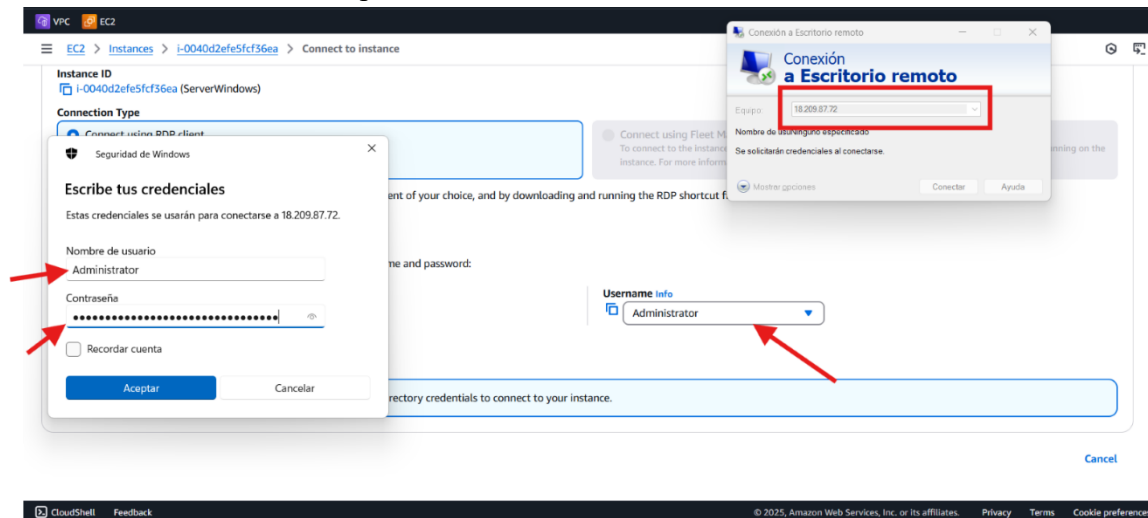 VPC EC2
EC2 > Instances > i-0040d2efe5fcf36ea > Connect to instance
Instance ID
i-0040d2efe5fcf36ea (ServerWindows)
Connection Type
Connect using RDP client
Connect using Fleet M
To connect to the instance
nning on the
instance. For more inform
ent of your choice, and by downloading and running the RDP shortcut f
me and password:
Username Info
Administrator
rectory credentials to connect to your instance.
Cancel
Conexión a Escritorio remoto
Conexión
a Escritorio remoto
Equipo:
18.209.87.72
Nombre de
especificado
Se solicitarán credenciales al conectarse.
Mostrar opciones
Conectar
Ayuda
Seguridad de Windows
Escribe tus credenciales
Estas credenciales se usarán para conectarse a 18.209.87.72.
Nombre de usuario
Administrator
Contraseña
Recordar cuenta
Aceptar
Cancelar
CloudShell Feedback
© 2025, Amazon Web Services, Inc. or its affiliates. Privacy Terms Cookie preference